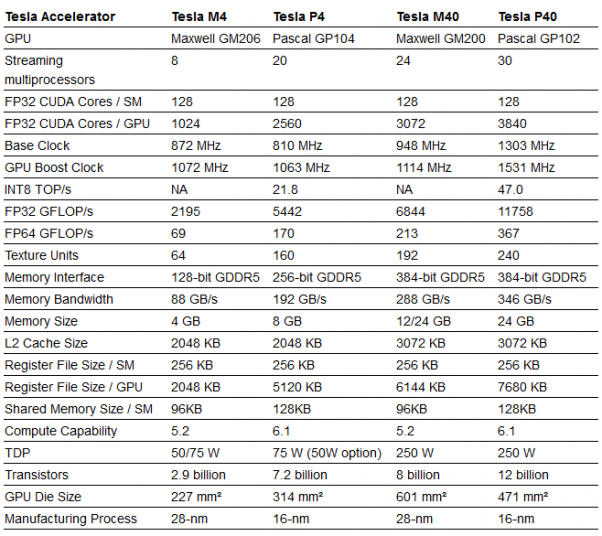 Tesla Accelerator Tesla M4 Tesla P4 Tesla M40 Tesla P40
GPU Maxwell GM206 Pascal GP104 Maxwell GM200 Pascal GP102
Streaming 8 20 24 30
multiprocessors
FP32 CUDA Cores / SM 128 128 128 128
FP32 CUDA Cores / GPU 1024 2560 3072 3840
Base Clock 872 MHz 810 MHz 948 MHz 1303 MHz
GPU Boost Clock 1072 MHz 1063 MHz 1114 MHz 1531 MHz
INT8 TOP/s NA 21.8 NA 47.0
FP32 GFLOP/s 2195 5442 6844 11758
FP64 GFLOP/s 69 170 213 367
Texture Units 64 160 192 240
Memory Interface 128-bit GDDR5 256-bit GDDR5 384-bit GDDR5 384-bit GDDR5
Memory Bandwidth 88 GB/s 192 GB/s 288 GB/s 346 GB/s
Memory Size 4 GB 8 GB 12/24 GB 24 GB
L2 Cache Size 2048 KB 2048 KB 3072 KB 3072 KB
Register File Size / SM 256 KB 256 KB 256 KB 256 KB
Register File Size / GPU 2048 KB 5120 KB 6144 KB 7680 KB
Shared Memory Size / SM 96KB 128KB 96KB 128KB
Compute Capability 5.2 6.1 5.2 6.1
TDP 50/75 W 75 W (50W option) 250 W 250 W
Transistors 2.9 billion 7.2 billion 8 billion 12 billion
GPU Die Size 227 mm² 314 mm² 601 mm² 471 mm²
Manufacturing Process 28-nm 16-nm 28-nm 16-nm